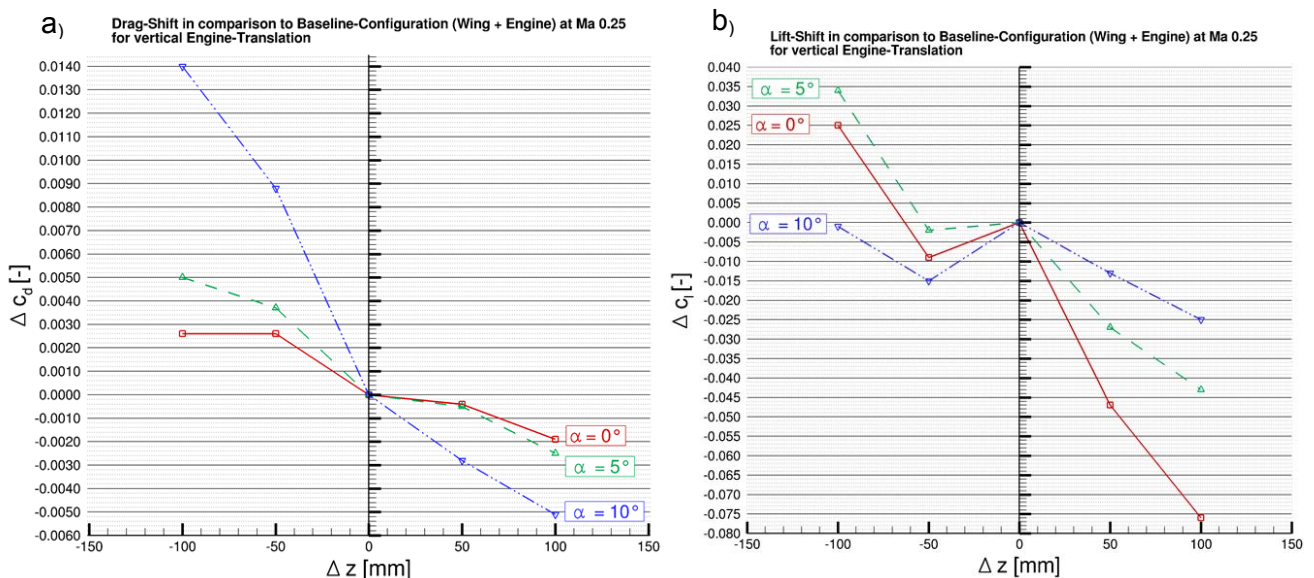 a)
Drag-Shift in comparison to Baseline-Configuration (Wing + Engine) at Ma 0.25
for vertical Engine-Translation
0.0140
0.0130
0.0120
0.0110
0.0100
0.0090
0.0080
0.0070
0.0060
0.0050
0.0040
0.0030
0.0020
0.0010
0.0000
-0.0010
-0.0020
-0.0030
-0.0040
-0.0050
-0.0060
Δ c_d [-]
α = 0°
α = 5°
α = 10°
-150 -100 -50 0 50 100 150
Δ z [mm]
b)
Lift-Shift in comparison to Baseline-Configuration (Wing + Engine) at Ma 0.25
for vertical Engine-Translation
0.040
0.035
0.030
0.025
0.020
0.015
0.010
0.005
0.000
-0.005
-0.010
-0.015
-0.020
-0.025
-0.030
-0.035
-0.040
-0.045
-0.050
-0.055
-0.060
-0.065
-0.070
-0.075
-0.080
Δ c_l [-]
α = 5°
α = 0°
α = 10°
-150 -100 -50 0 50 100 150
Δ z [mm]